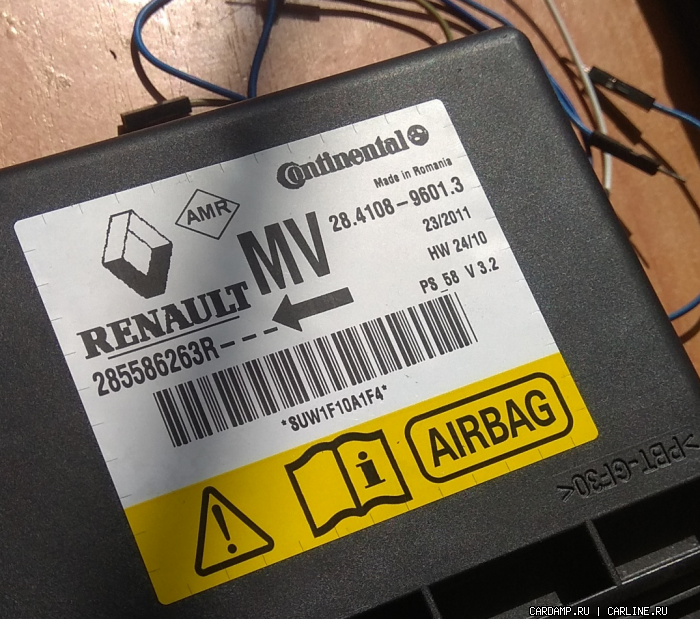 Continental
Made in Romania
AMR
MV
28.4108-9601.3
23/2011
HW 24/10
PS_58 V 3.2
RENAULT
285586263R---
*SUW1F10A1F4*
AIRBAG
>PBT-GF30<
CARDAMP.RU | CARLINE.RU